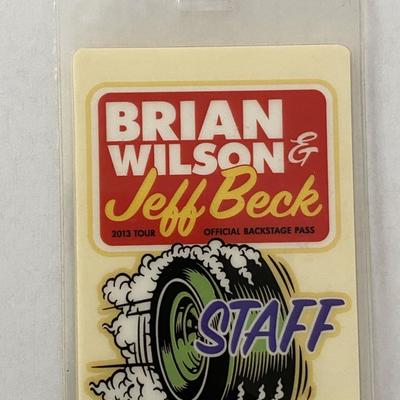 BRIAN
WILSON &
Jeff Beck
2013 TOUR OFFICIAL BACKSTAGE PASS
STAFF